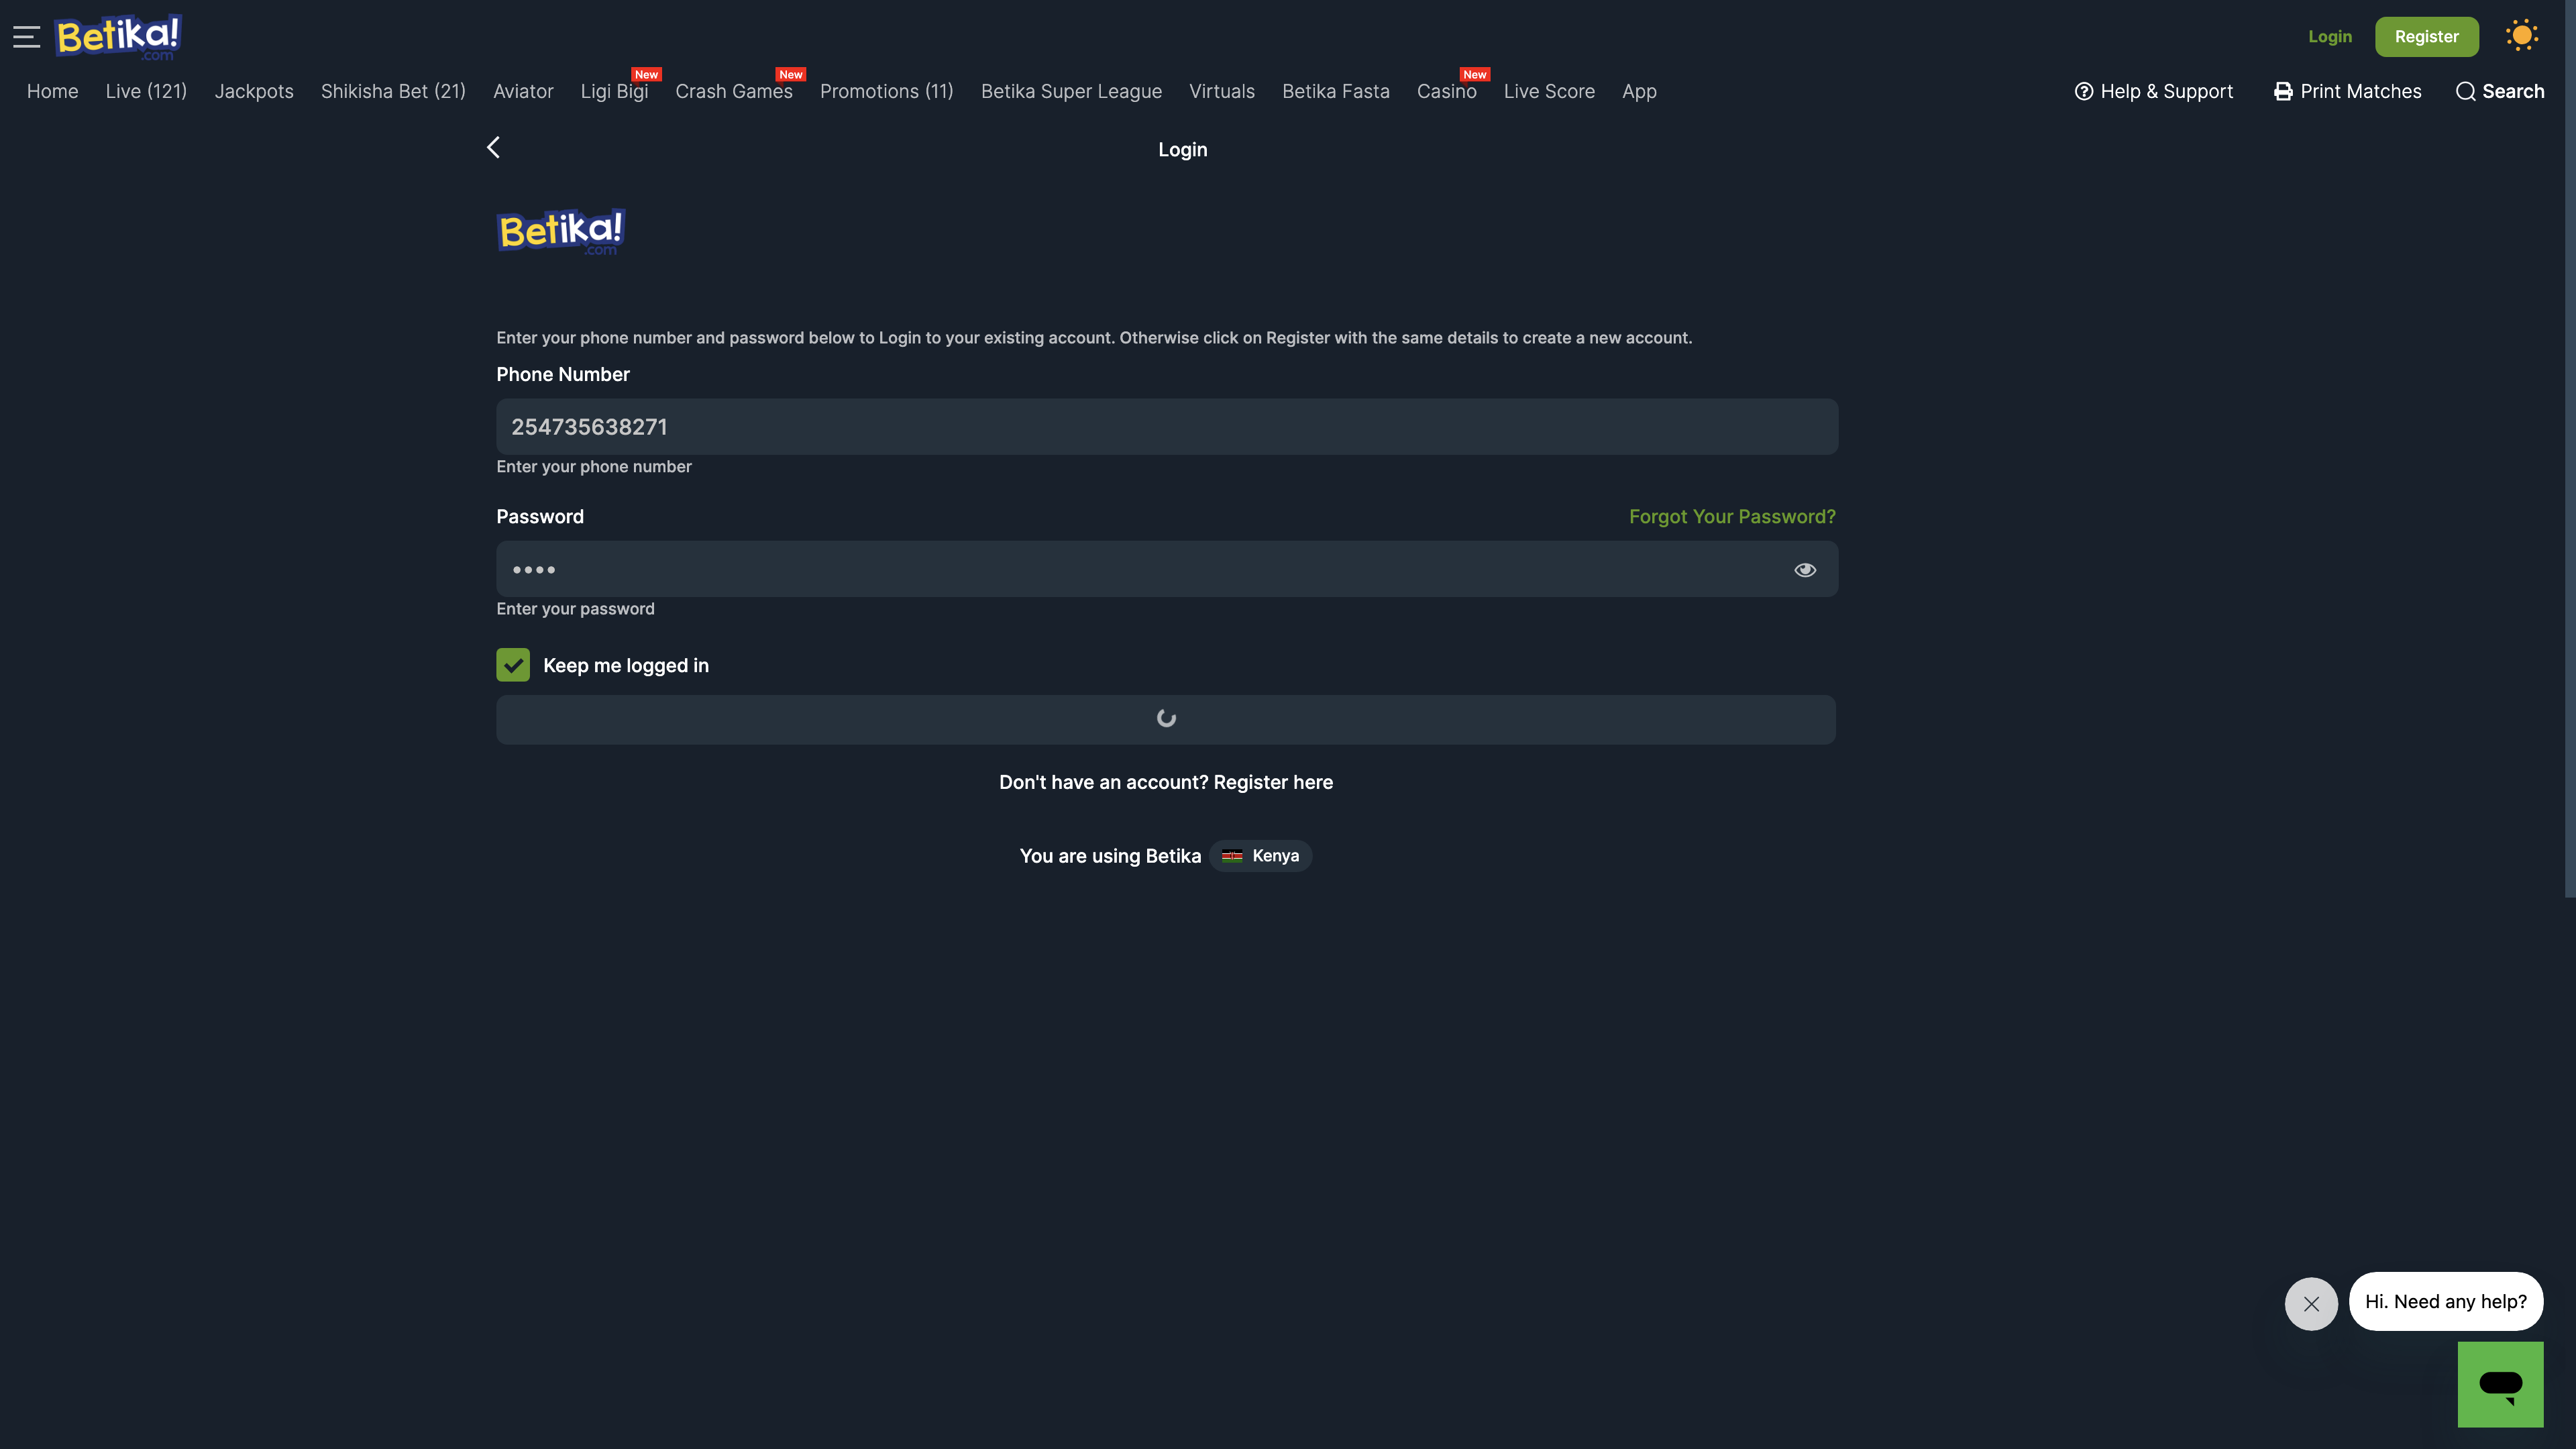 Betika!
.com
Login
Register
Home
Live (121)
Jackpots
Shikisha Bet (21)
Aviator
Ligi Bigi
New
Crash Games
New
Promotions (11)
Betika Super League
Virtuals
Betika Fasta
Casino
New
Live Score
App
Help & Support
Print Matches
Search
Login
Betika!
.com
Enter your phone number and password below to Login to your existing account. Otherwise click on Register with the same details to create a new account.
Phone Number
254735638271
Enter your phone number
Password
Forgot Your Password?
••••
Enter your password
Keep me logged in
Don't have an account? Register here
You are using Betika
Kenya
Hi. Need any help?